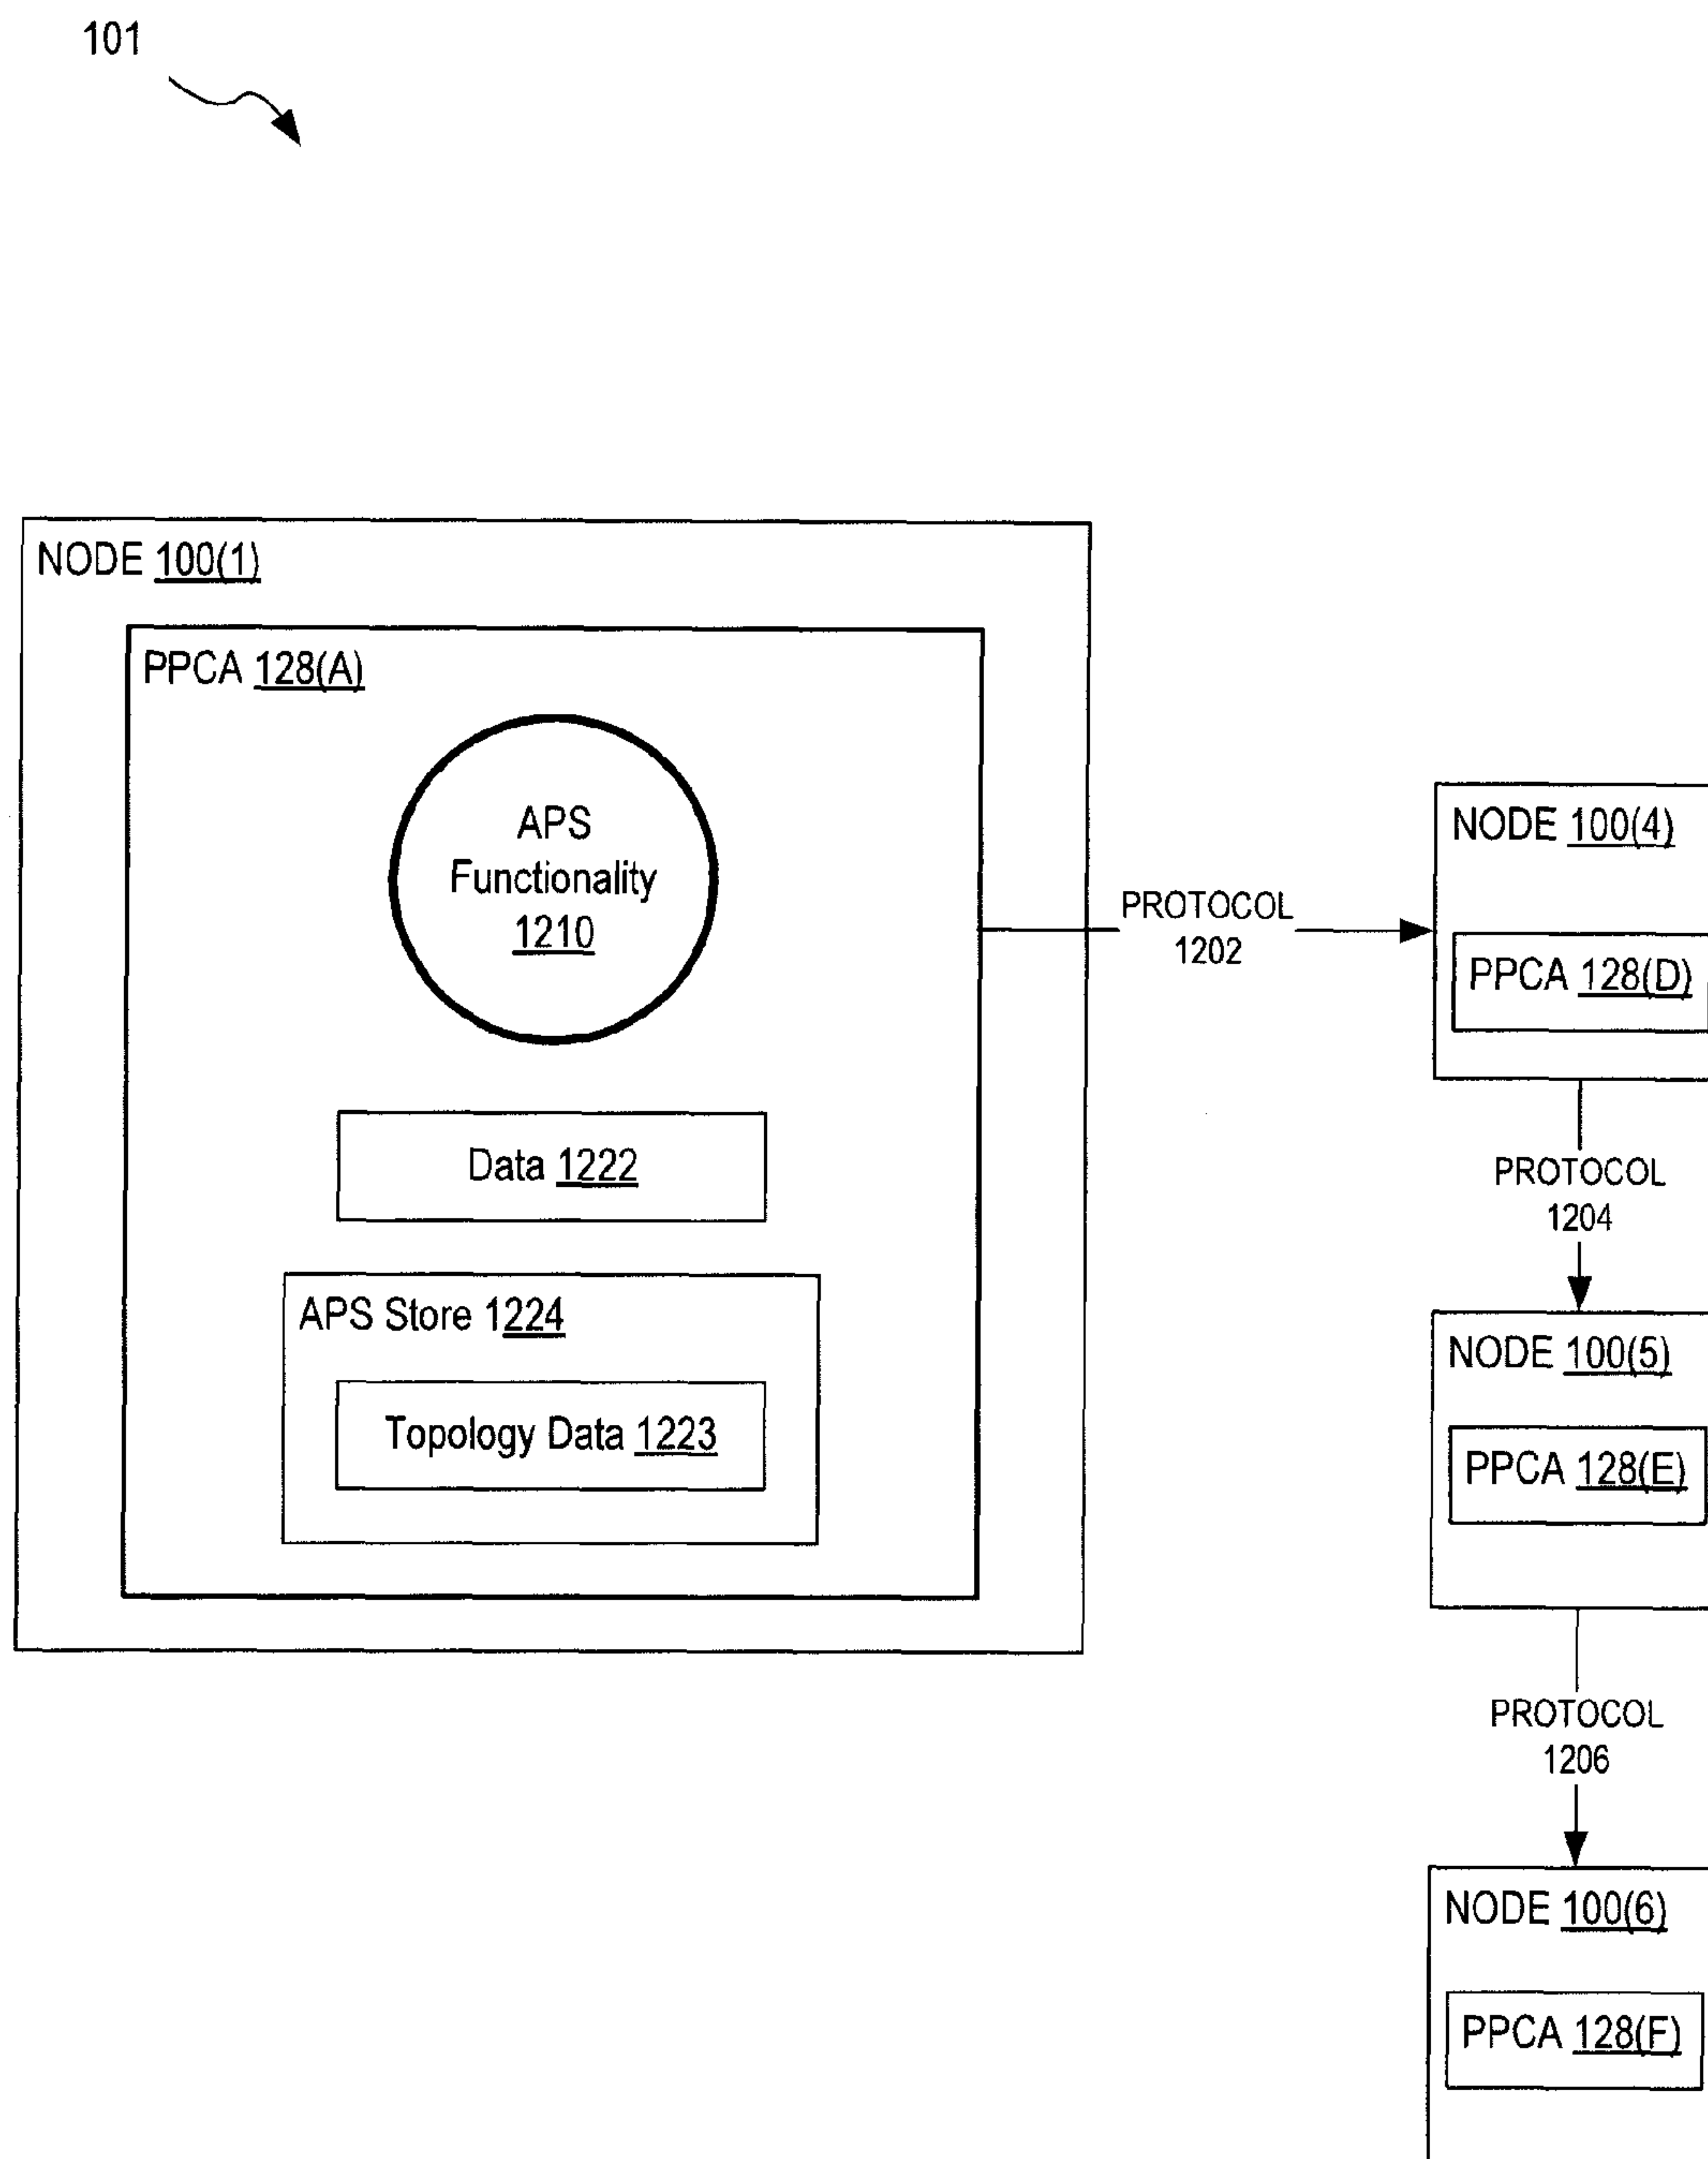 101
NODE 100(1)
PPCA 128(A)
APS
Functionality
1210
Data 1222
APS Store 1224
Topology Data 1223
PROTOCOL
1202
NODE 100(4)
PPCA 128(D)
PROTOCOL
1204
NODE 100(5)
PPCA 128(E)
PROTOCOL
1206
NODE 100(6)
PPCA 128(F)